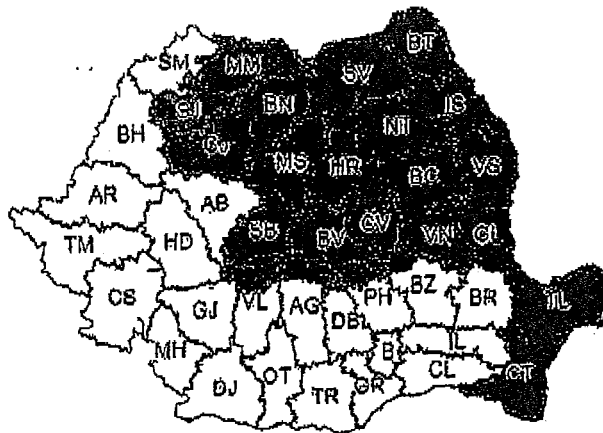 BT
SM MM SV
SJ BN IS
BH CJ NT
MS HR BC VS
AR AB
TM HD SB BV CV VN GL
CS GJ VL AG DB PH BZ BR TL
MH B IL
DJ OT TR GR CL CT